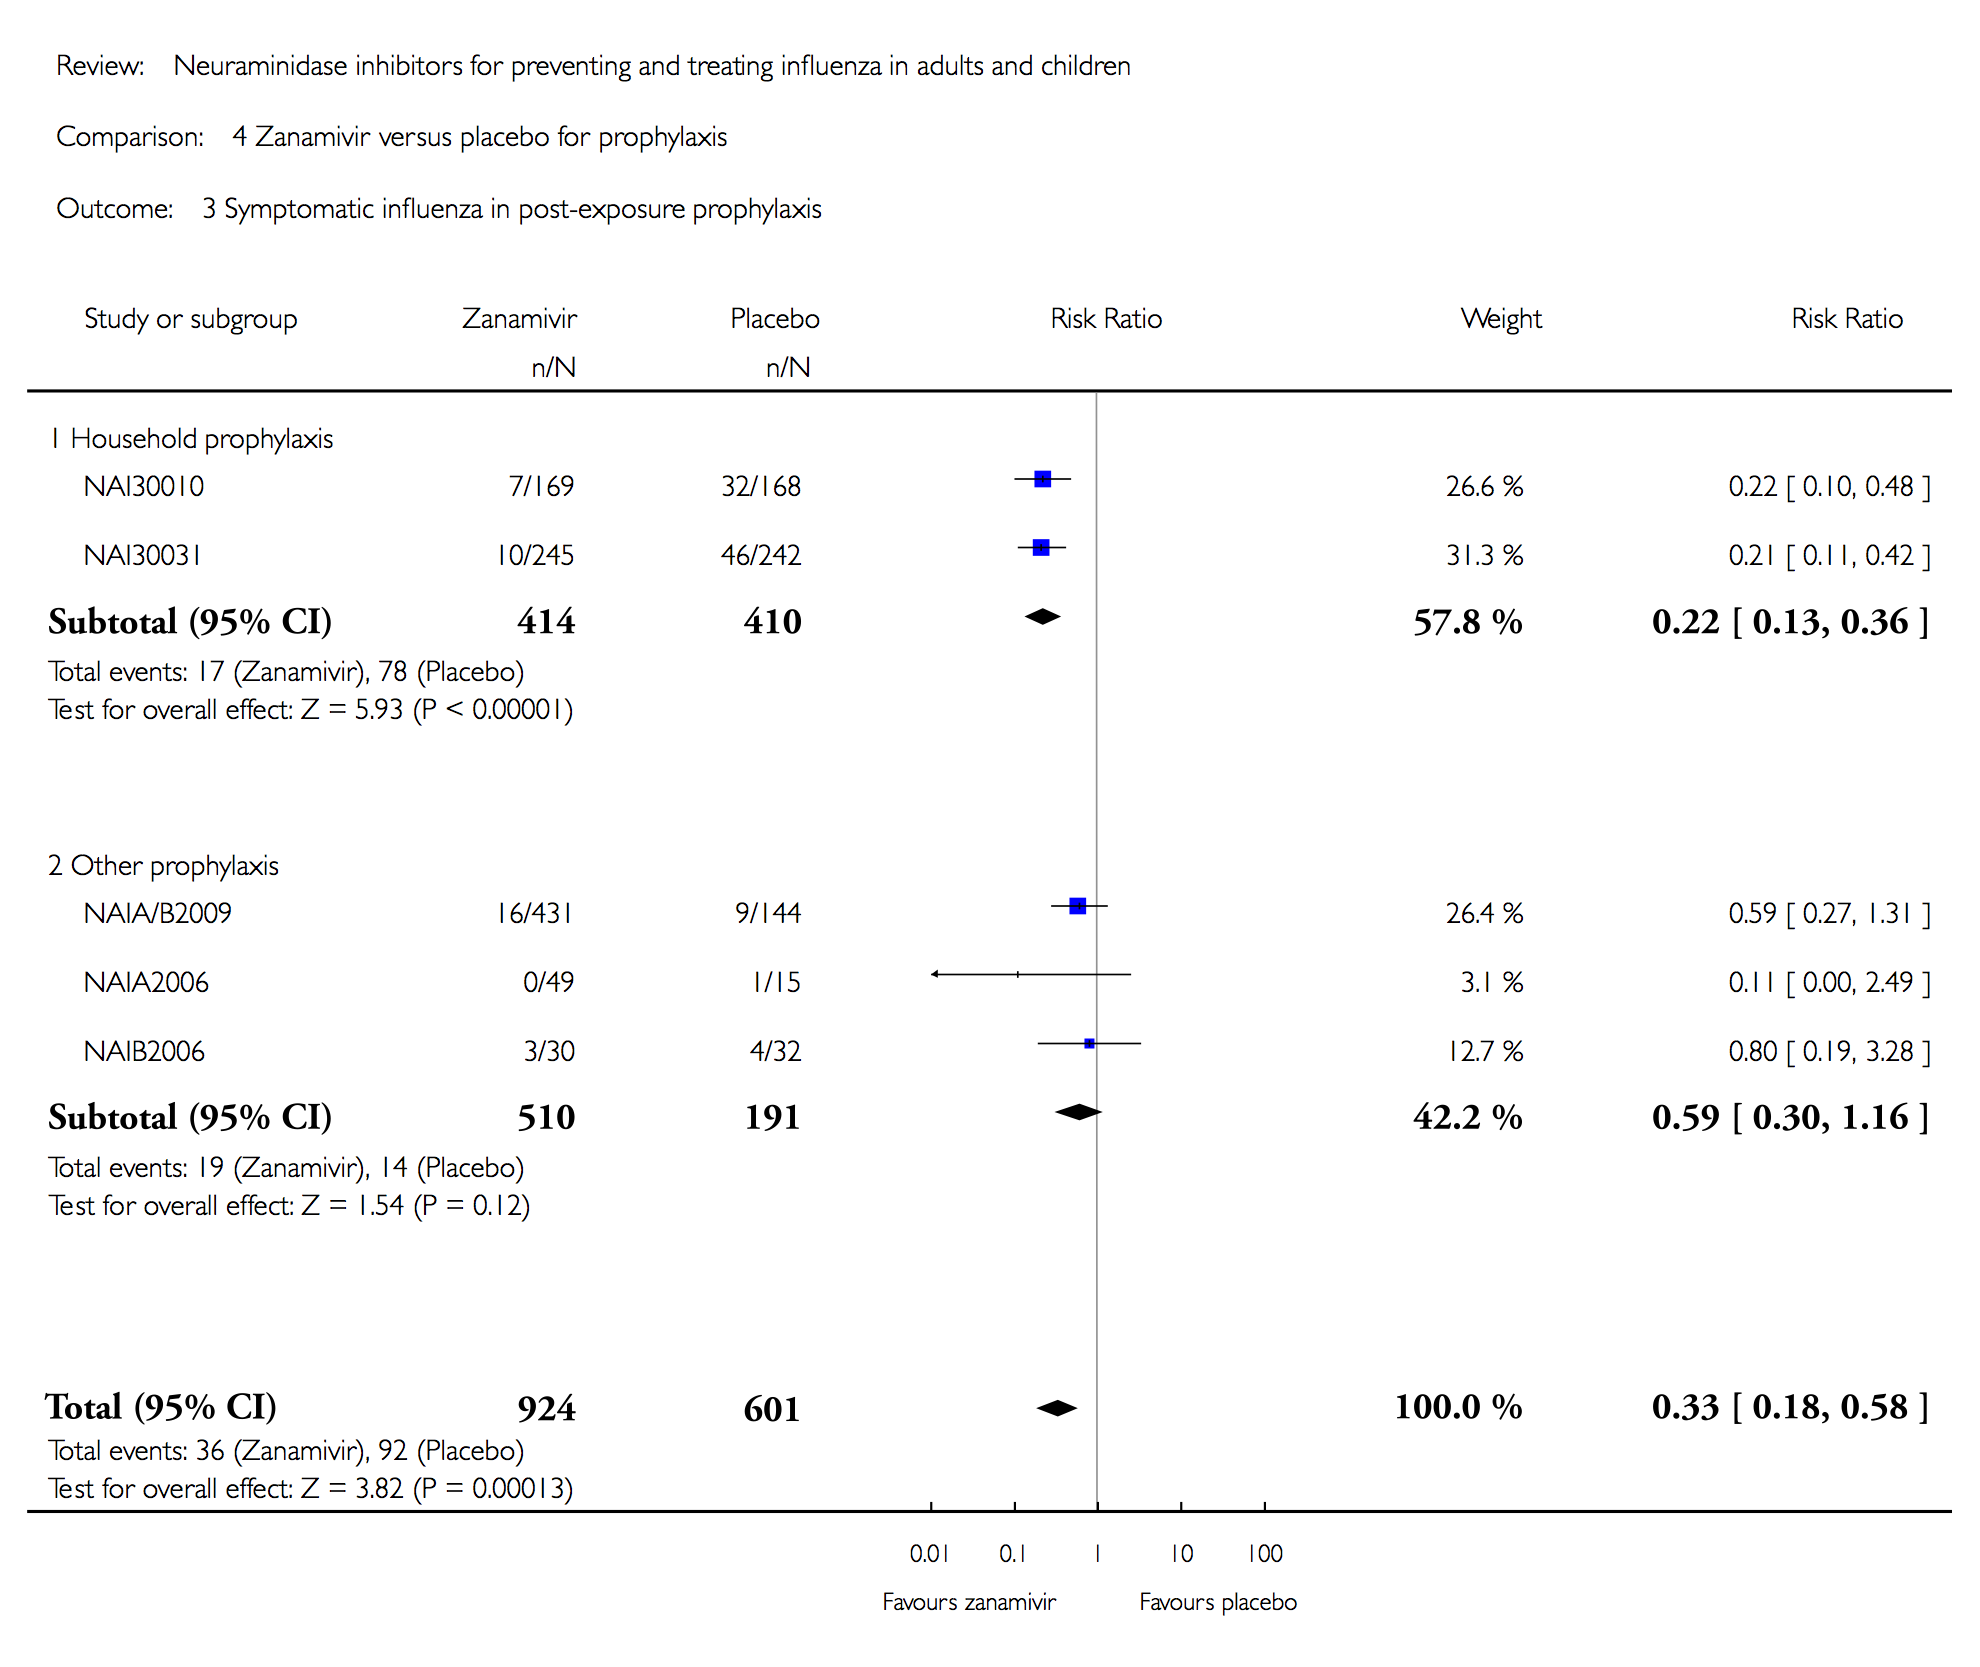 Review: Neuraminidase inhibitors for preventing and treating influenza in adults and children
Comparison: 4 Zanamivir versus placebo for prophylaxis
Outcome: 3 Symptomatic influenza in post-exposure prophylaxis
Study or subgroup Zanamivir Placebo Risk Ratio Weight Risk Ratio
n/N n/N
1 Household prophylaxis
NAI30010 7/169 32/168 26.6 % 0.22 [ 0.10, 0.48 ]
NAI30031 10/245 46/242 31.3 % 0.21 [ 0.11, 0.42 ]
Subtotal (95% CI) 414 410 57.8 % 0.22 [ 0.13, 0.36 ]
Total events: 17 (Zanamivir), 78 (Placebo)
Test for overall effect: Z = 5.93 (P < 0.00001)
2 Other prophylaxis
NAIA/B2009 16/431 9/144 26.4 % 0.59 [ 0.27, 1.31 ]
NAIA2006 0/49 1/15 3.1 % 0.11 [ 0.00, 2.49 ]
NAIB2006 3/30 4/32 12.7 % 0.80 [ 0.19, 3.28 ]
Subtotal (95% CI) 510 191 42.2 % 0.59 [ 0.30, 1.16 ]
Total events: 19 (Zanamivir), 14 (Placebo)
Test for overall effect: Z = 1.54 (P = 0.12)
Total (95% CI) 924 601 100.0 % 0.33 [ 0.18, 0.58 ]
Total events: 36 (Zanamivir), 92 (Placebo)
Test for overall effect: Z = 3.82 (P = 0.00013)
0.01 0.1 1 10 100
Favours zanamivir Favours placebo